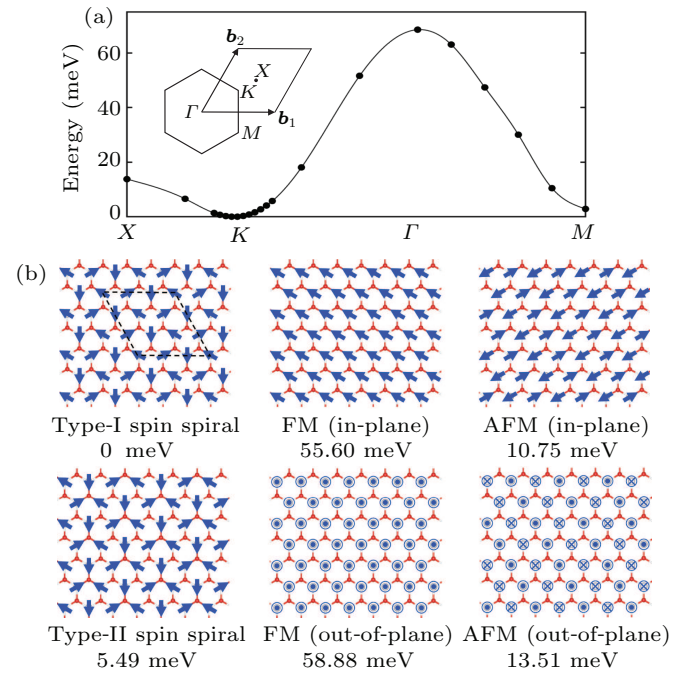 (a)
60
40
20
0
Energy (meV)
b2
X
K
Γ
b1
M
X
K
Γ
M
(b)
Type-I spin spiral
0 meV
FM (in-plane)
55.60 meV
AFM (in-plane)
10.75 meV
Type-II spin spiral
5.49 meV
FM (out-of-plane)
58.88 meV
AFM (out-of-plane)
13.51 meV